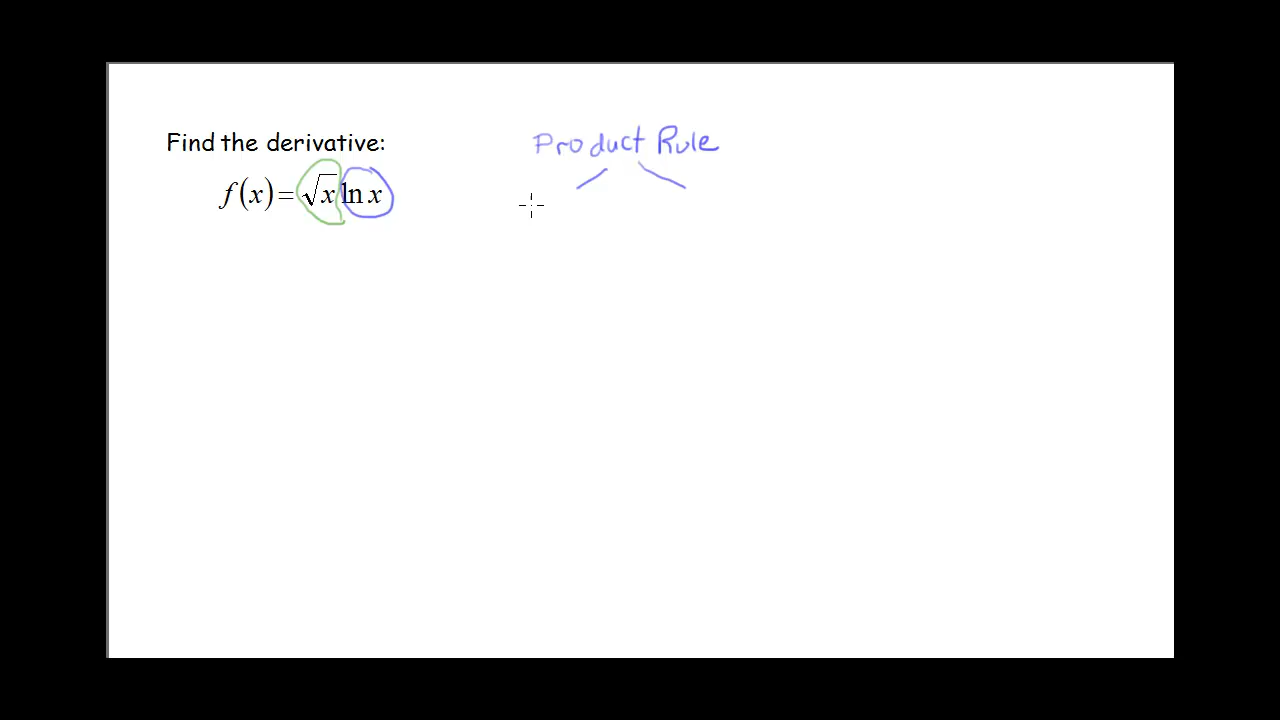 Find the derivative:
f(x) = √x ln x
Product Rule